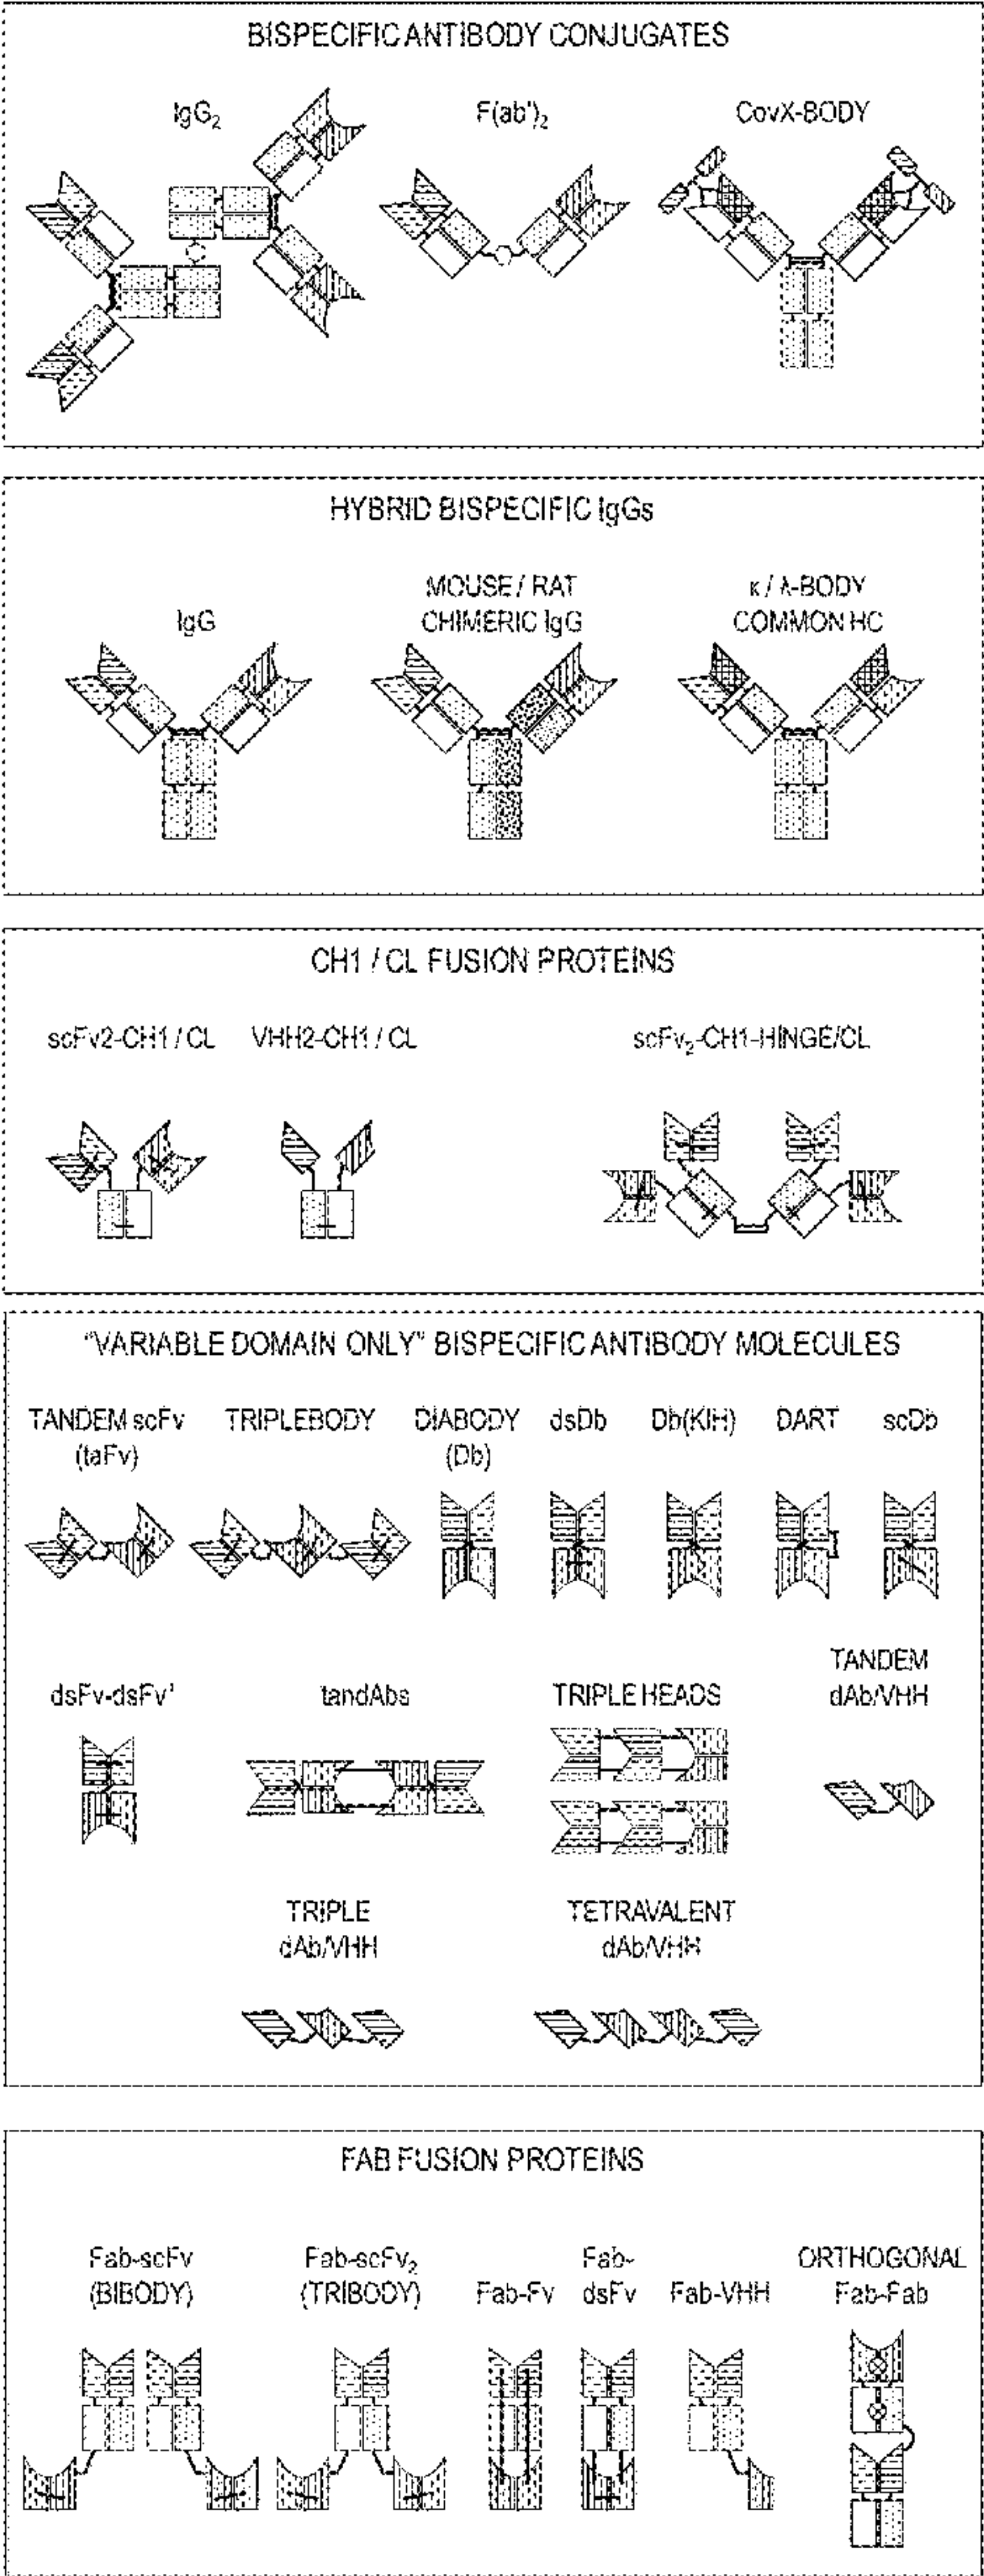 BISPECIFIC ANTIBODY CONJUGATES
IgG₂
F(ab')₂
CovX-BODY
HYBRID BISPECIFIC IgGs
IgG
MOUSE / RAT
CHIMERIC IgG
κ / λ-BODY
COMMON HC
CH1 / CL FUSION PROTEINS
scFv2-CH1 / CL
VHH2-CH1 / CL
scFv₂-CH1-HINGE/CL
"VARIABLE DOMAIN ONLY" BISPECIFIC ANTIBODY MOLECULES
TANDEM scFv
(taFv)
TRIPLEBODY
DIABODY
(Db)
dsDb
Db(KIH)
DART
scDb
dsFv-dsFv'
tandAbs
TRIPLE HEADS
TANDEM
dAb/VHH
TRIPLE
dAb/VHH
TETRAVALENT
dAb/VHH
FAB FUSION PROTEINS
Fab-scFv
(BIBODY)
Fab-scFv₂
(TRIBODY)
Fab-Fv
Fab-
dsFv
Fab-VHH
ORTHOGONAL
Fab-Fab